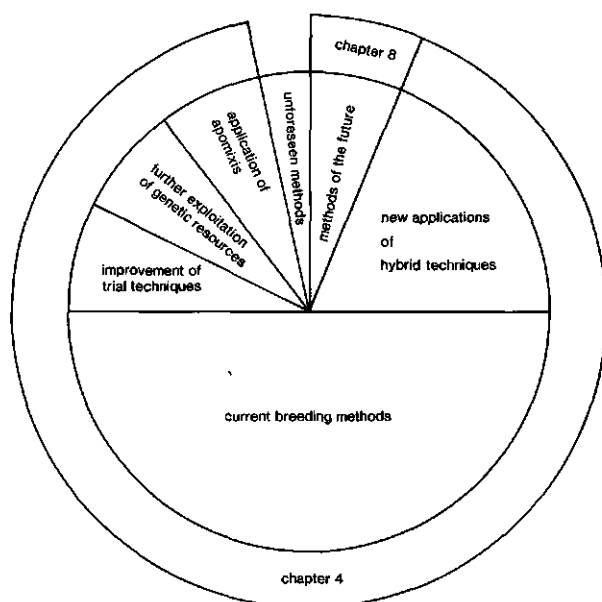 chapter 8
unforeseen methods
methods of the future
application of
apomixis
further exploitation
of genetic resources
new applications
of
hybrid techniques
improvement of
trial techniques
current breeding methods
chapter 4